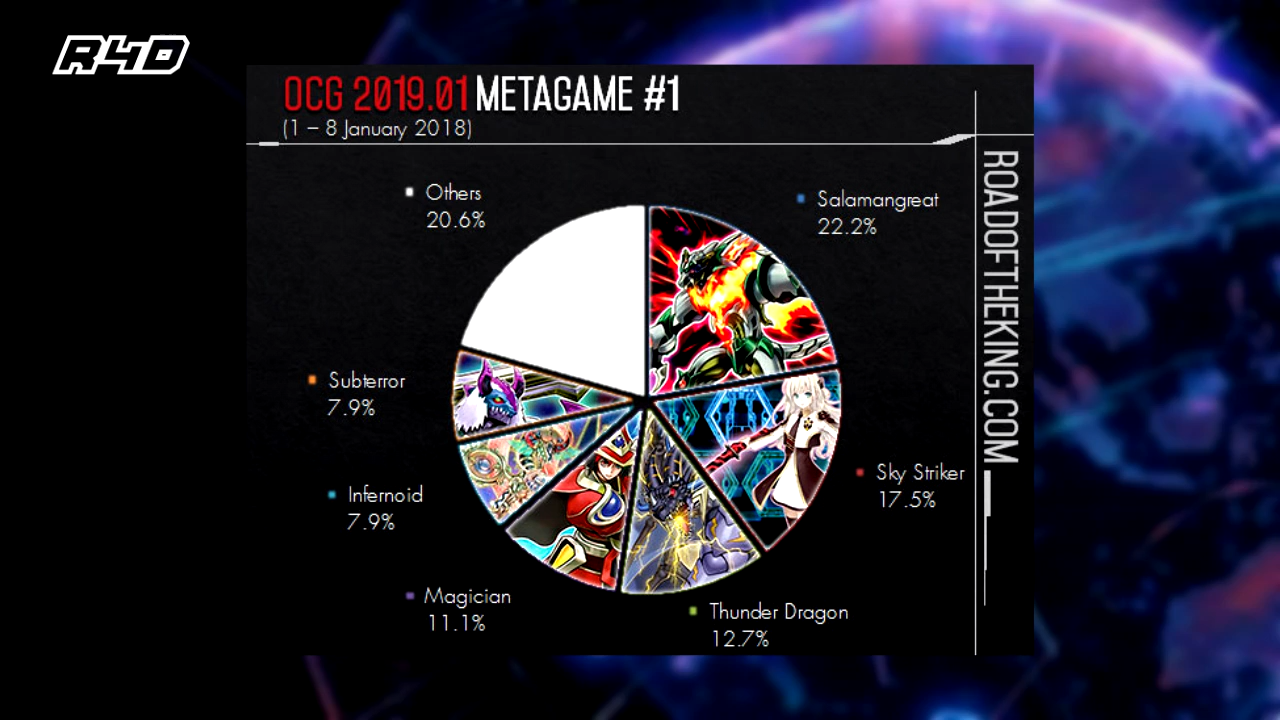 R4D
OCG 2019.01 METAGAME #1
(1 – 8 January 2018)
ROADOFTHEKING.COM
Others
20.6%
Salamangreat
22.2%
Subterror
7.9%
Sky Striker
17.5%
Infernoid
7.9%
Magician
11.1%
Thunder Dragon
12.7%